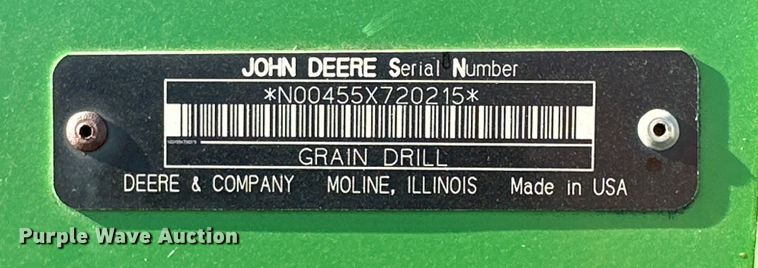 JOHN DEERE Serial Number
*N00455X720215*
GRAIN DRILL
DEERE & COMPANY MOLINE, ILLINOIS Made in USA
Purple Wave Auction